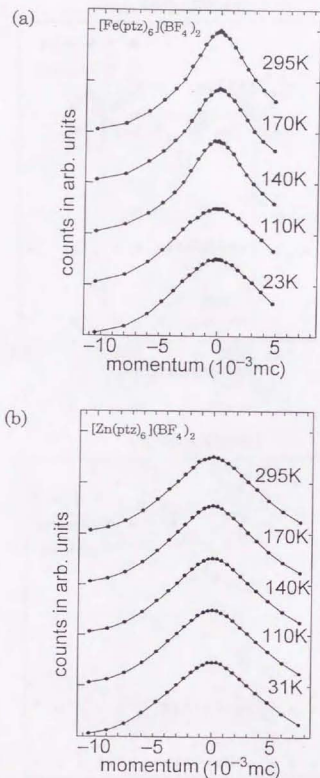 (a)
[Fe(ptz)₆](BF₄)₂
295K
170K
140K
110K
23K
counts in arb. units
−10 −5 0 5
momentum (10⁻³mc)
(b)
[Zn(ptz)₆](BF₄)₂
295K
170K
140K
110K
31K
counts in arb. units
−10 −5 0 5
momentum (10⁻³mc)